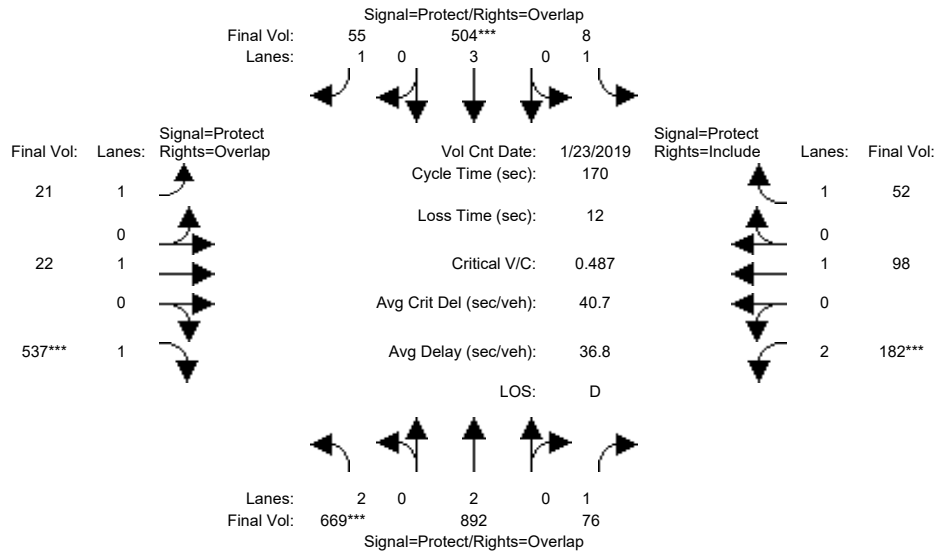 Signal=Protect/Rights=Overlap
Final Vol: 55 504*** 8
Lanes: 1 0 3 0 1
Signal=Protect
Final Vol: Lanes: Rights=Overlap
Vol Cnt Date: 1/23/2019
Signal=Protect
Rights=Include Lanes: Final Vol:
Cycle Time (sec): 170
21 1
1 52
Loss Time (sec): 12
0
0
22 1
Critical V/C: 0.487
1 98
0
Avg Crit Del (sec/veh): 40.7
0
537*** 1
Avg Delay (sec/veh): 36.8
2 182***
LOS: D
Lanes: 2 0 2 0 1
Final Vol: 669*** 892 76
Signal=Protect/Rights=Overlap